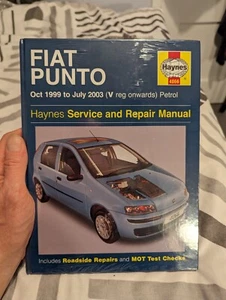 FIAT
PUNTO
Haynes
4066
Oct 1999 to July 2003 (V reg onwards) Petrol
Haynes Service and Repair Manual
Includes Roadside Repairs and MOT Test Checks